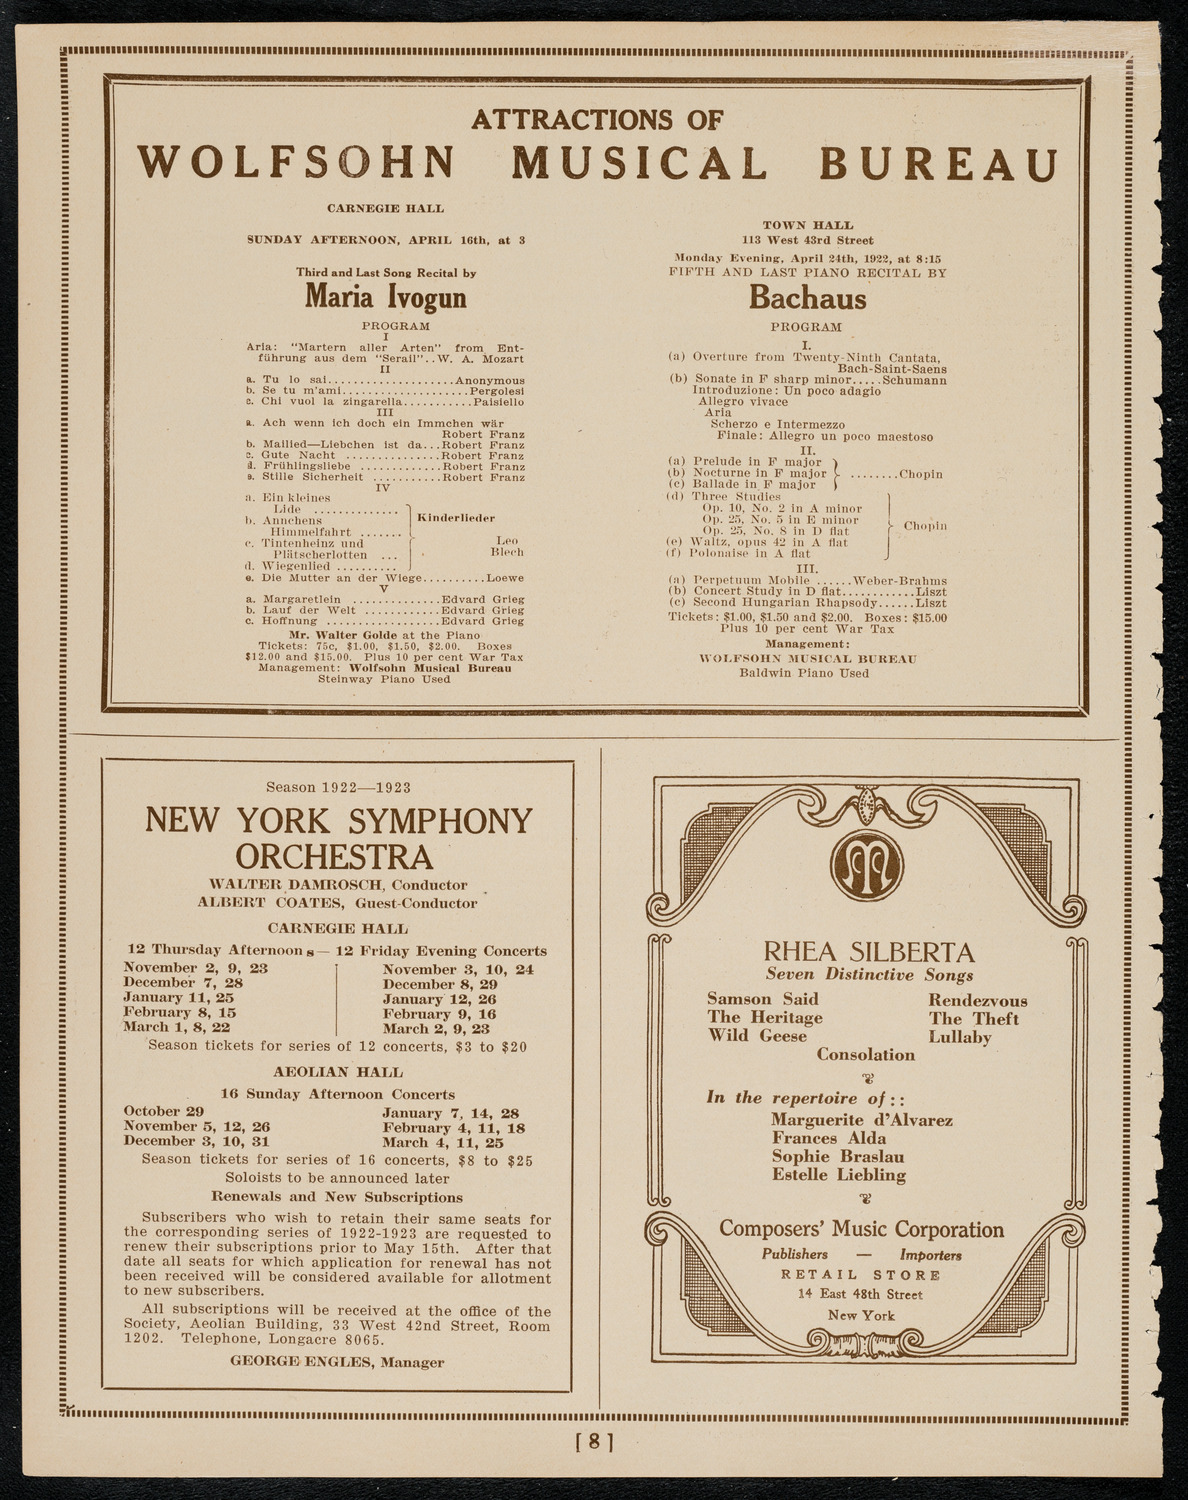 ATTRACTIONS OF
WOLFSOHN MUSICAL BUREAU
CARNEGIE HALL
SUNDAY AFTERNOON, APRIL 16th, at 3
Third and Last Song Recital by
Maria Ivogun
PROGRAM
I
Aria: "Martern aller Arten" from Ent-
führung aus dem "Serail"..W. A. Mozart
II
a. Tu lo sai...................Anonymous
b. Se tu m'ami...................Pergolesi
c. Chi vuol la zingarella..........Paisiello
III
a. Ach wenn ich doch ein Immchen wär
Robert Franz
b. Mailied—Liebchen ist da...Robert Franz
c. Gute Nacht ..............Robert Franz
d. Frühlingsliebe ............Robert Franz
e. Stille Sicherheit ...........Robert Franz
IV
a. Ein kleines
Lide .............
b. Annchens
Himmelfahrt .......
c. Tintenheinz und
Plätscherlotten ...
d. Wiegenlied .........
Kinderlieder
Leo
Blech
e. Die Mutter an der Wiege..........Loewe
V
a. Margaretlein .............Edvard Grieg
b. Lauf der Welt ...........Edvard Grieg
c. Hoffnung .................Edvard Grieg
Mr. Walter Golde at the Piano
Tickets: 75c, $1.00, $1.50, $2.00. Boxes
$12.00 and $15.00. Plus 10 per cent War Tax
Management: Wolfsohn Musical Bureau
Steinway Piano Used
TOWN HALL
113 West 43rd Street
Monday Evening, April 24th, 1922, at 8:15
FIFTH AND LAST PIANO RECITAL BY
Bachaus
PROGRAM
I.
(a) Overture from Twenty-Ninth Cantata,
Bach-Saint-Saens
(b) Sonate in F sharp minor.....Schumann
Introduzione: Un poco adagio
Allegro vivace
Aria
Scherzo e Intermezzo
Finale: Allegro un poco maestoso
II.
(a) Prelude in F major
(b) Nocturne in F major ........Chopin
(c) Ballade in F major
(d) Three Studies
Op. 10, No. 2 in A minor
Op. 25, No. 5 in E minor
Op. 25, No. 8 in D flat
(e) Waltz, opus 42 in A flat
(f) Polonaise in A flat
Chopin
III.
(a) Perpetuum Mobile ......Weber-Brahms
(b) Concert Study in D flat............Liszt
(c) Second Hungarian Rhapsody......Liszt
Tickets: $1.00, $1.50 and $2.00. Boxes: $15.00
Plus 10 per cent War Tax
Management:
WOLFSOHN MUSICAL BUREAU
Baldwin Piano Used
Season 1922—1923
NEW YORK SYMPHONY
ORCHESTRA
WALTER DAMROSCH, Conductor
ALBERT COATES, Guest-Conductor
CARNEGIE HALL
12 Thursday Afternoons — 12 Friday Evening Concerts
November 2, 9, 23 November 3, 10, 24
December 7, 28 December 8, 29
January 11, 25 January 12, 26
February 8, 15 February 9, 16
March 1, 8, 22 March 2, 9, 23
Season tickets for series of 12 concerts, $3 to $20
AEOLIAN HALL
16 Sunday Afternoon Concerts
October 29 January 7, 14, 28
November 5, 12, 26 February 4, 11, 18
December 3, 10, 31 March 4, 11, 25
Season tickets for series of 16 concerts, $8 to $25
Soloists to be announced later
Renewals and New Subscriptions
Subscribers who wish to retain their same seats for
the corresponding series of 1922-1923 are requested to
renew their subscriptions prior to May 15th. After that
date all seats for which application for renewal has not
been received will be considered available for allotment
to new subscribers.
All subscriptions will be received at the office of the
Society, Aeolian Building, 33 West 42nd Street, Room
1202. Telephone, Longacre 8065.
GEORGE ENGLES, Manager
RHEA SILBERTA
Seven Distinctive Songs
Samson Said Rendezvous
The Heritage The Theft
Wild Geese Lullaby
Consolation
In the repertoire of::
Marguerite d'Alvarez
Frances Alda
Sophie Braslau
Estelle Liebling
Composers' Music Corporation
Publishers — Importers
RETAIL STORE
14 East 48th Street
New York
[8]